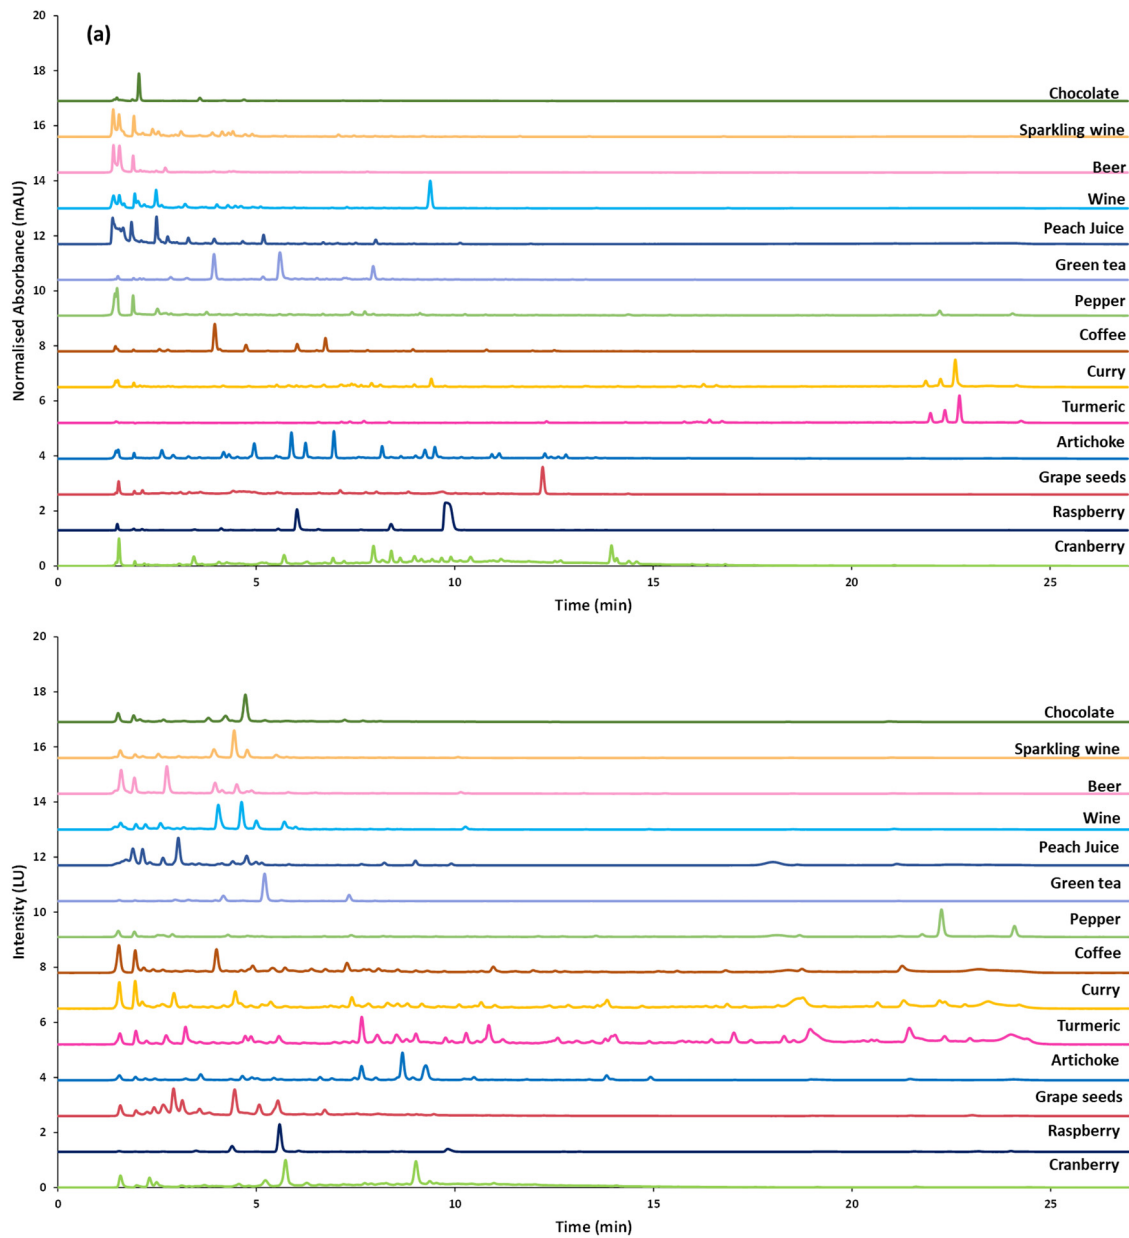 20
(a)
18
Chocolate
16
Sparkling wine
Beer
14
Wine
12
Peach Juice
Green tea
10
Pepper
8
Coffee
Curry
6
Turmeric
4
Artichoke
Grape seeds
2
Raspberry
Cranberry
0
Normalised Absorbance (mAU)
0 5 10 15 20 25
Time (min)
20
18
Chocolate
16
Sparkling wine
Beer
14
Wine
12
Peach Juice
Green tea
10
Pepper
8
Coffee
Curry
6
Turmeric
4
Artichoke
Grape seeds
2
Raspberry
Cranberry
0
Intensity (LU)
0 5 10 15 20 25
Time (min)